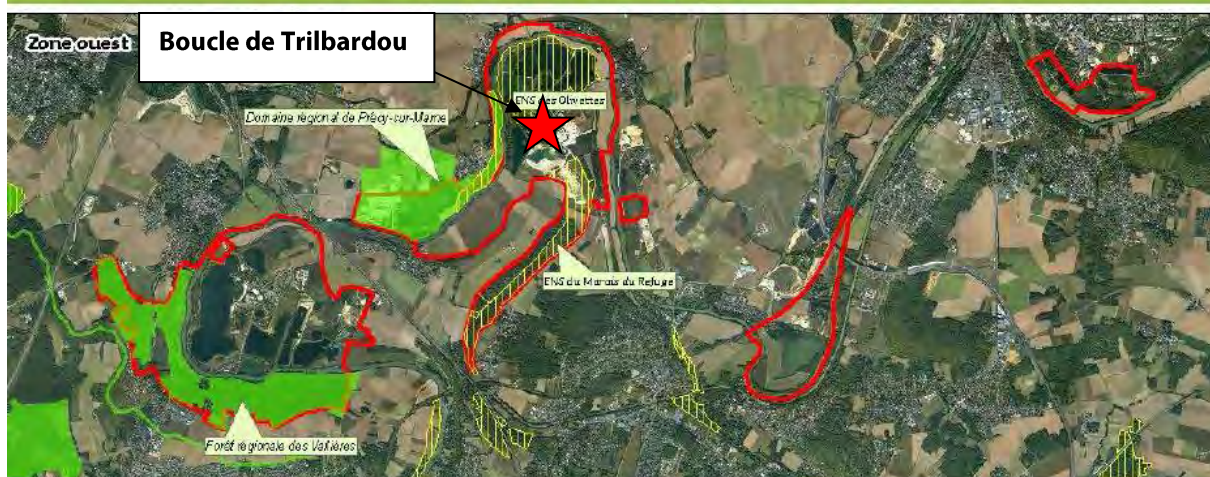 Zone ouest
Boucle de Trilbardou
ENS des Olivettes
Domaine régional de Précy-sur-Marne
ENS du Marais du Refuge
Forêt régionale des Vallières